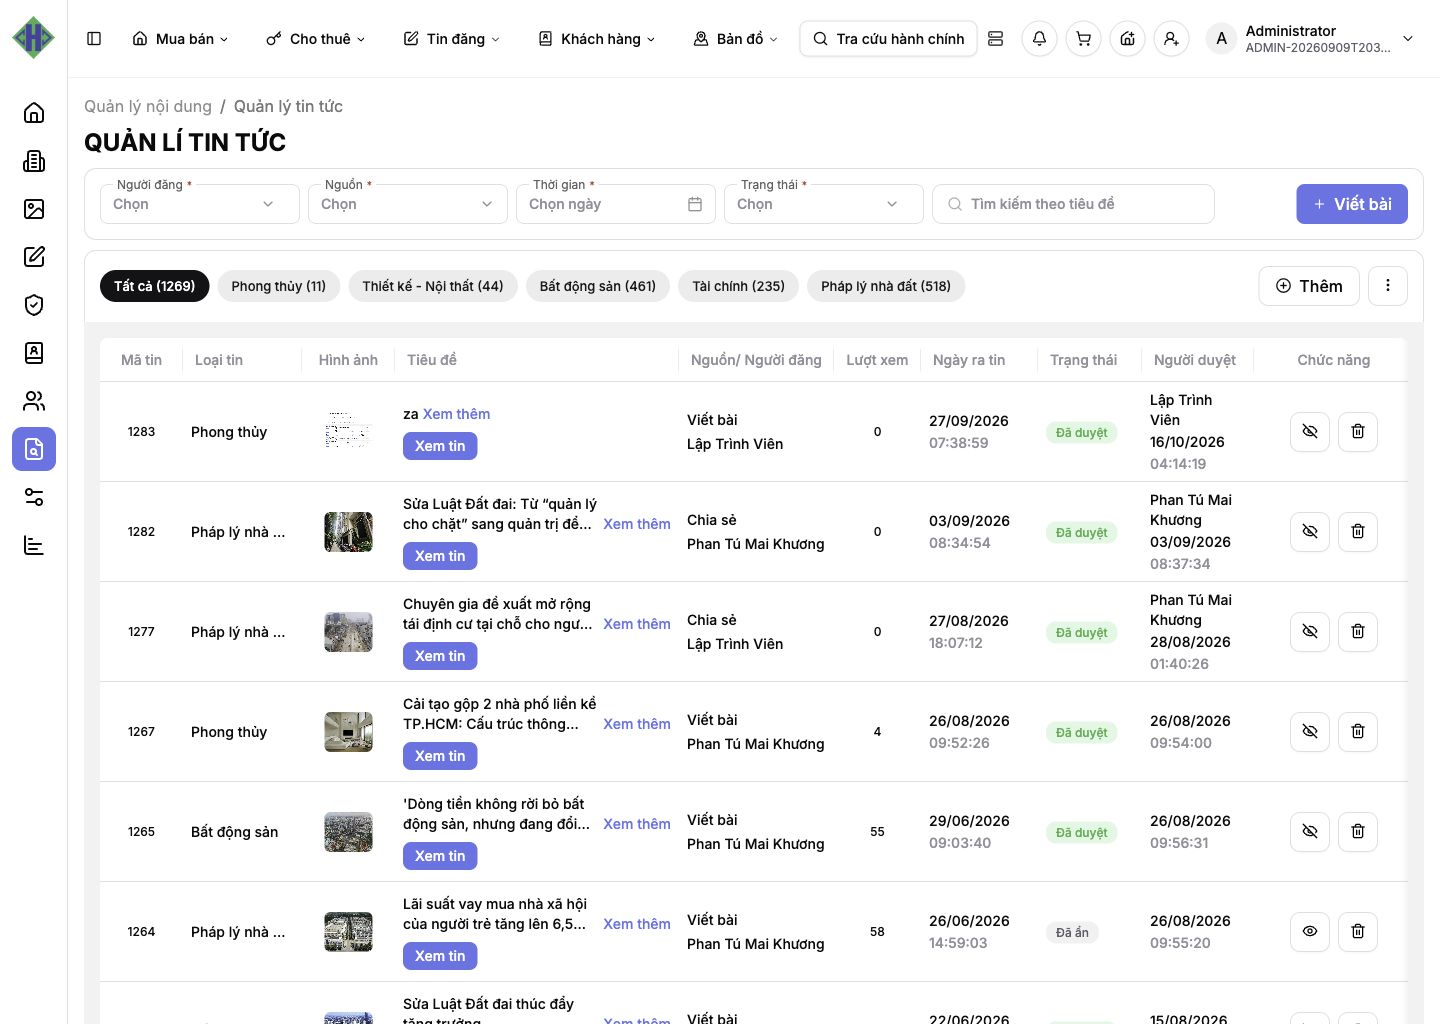 Mua bán
Cho thuê
Tin đăng
Khách hàng
Bản đồ
Tra cứu hành chính
A
Administrator
ADMIN-20260909T203...
Quản lý nội dung / Quản lý tin tức
QUẢN LÍ TIN TỨC
Người đăng *
Chọn
Nguồn *
Chọn
Thời gian *
Chọn ngày
Trạng thái *
Chọn
Tìm kiếm theo tiêu đề
+ Viết bài
Tất cả (1269)
Phong thủy (11)
Thiết kế - Nội thất (44)
Bất động sản (461)
Tài chính (235)
Pháp lý nhà đất (518)
Thêm
Mã tin
Loại tin
Hình ảnh
Tiêu đề
Nguồn/ Người đăng
Lượt xem
Ngày ra tin
Trạng thái
Người duyệt
Chức năng
1283
Phong thủy
za Xem thêm
Xem tin
Viết bài
Lập Trình Viên
0
27/09/2026
07:38:59
Đã duyệt
Lập Trình
Viên
16/10/2026
04:14:19
1282
Pháp lý nhà ...
Sửa Luật Đất đai: Từ “quản lý
cho chặt” sang quản trị để... Xem thêm
Xem tin
Chia sẻ
Phan Tú Mai Khương
0
03/09/2026
08:34:54
Đã duyệt
Phan Tú Mai
Khương
03/09/2026
08:37:34
1277
Pháp lý nhà ...
Chuyên gia đề xuất mở rộng
tái định cư tại chỗ cho ngư... Xem thêm
Xem tin
Chia sẻ
Lập Trình Viên
0
27/08/2026
18:07:12
Đã duyệt
Phan Tú Mai
Khương
28/08/2026
01:40:26
1267
Phong thủy
Cải tạo gộp 2 nhà phố liền kề
TP.HCM: Cấu trúc thông... Xem thêm
Xem tin
Viết bài
Phan Tú Mai Khương
4
26/08/2026
09:52:26
Đã duyệt
26/08/2026
09:54:00
1265
Bất động sản
'Dòng tiền không rời bỏ bất
động sản, nhưng đang đổi... Xem thêm
Xem tin
Viết bài
Phan Tú Mai Khương
55
29/06/2026
09:03:40
Đã duyệt
26/08/2026
09:56:31
1264
Pháp lý nhà ...
Lãi suất vay mua nhà xã hội
của người trẻ tăng lên 6,5... Xem thêm
Xem tin
Viết bài
Phan Tú Mai Khương
58
26/06/2026
14:59:03
Đã ẩn
26/08/2026
09:55:20
Sửa Luật Đất đai thúc đẩy
tăng trưởng... Xem thêm
Viết bài
22/06/2026
15/08/2026